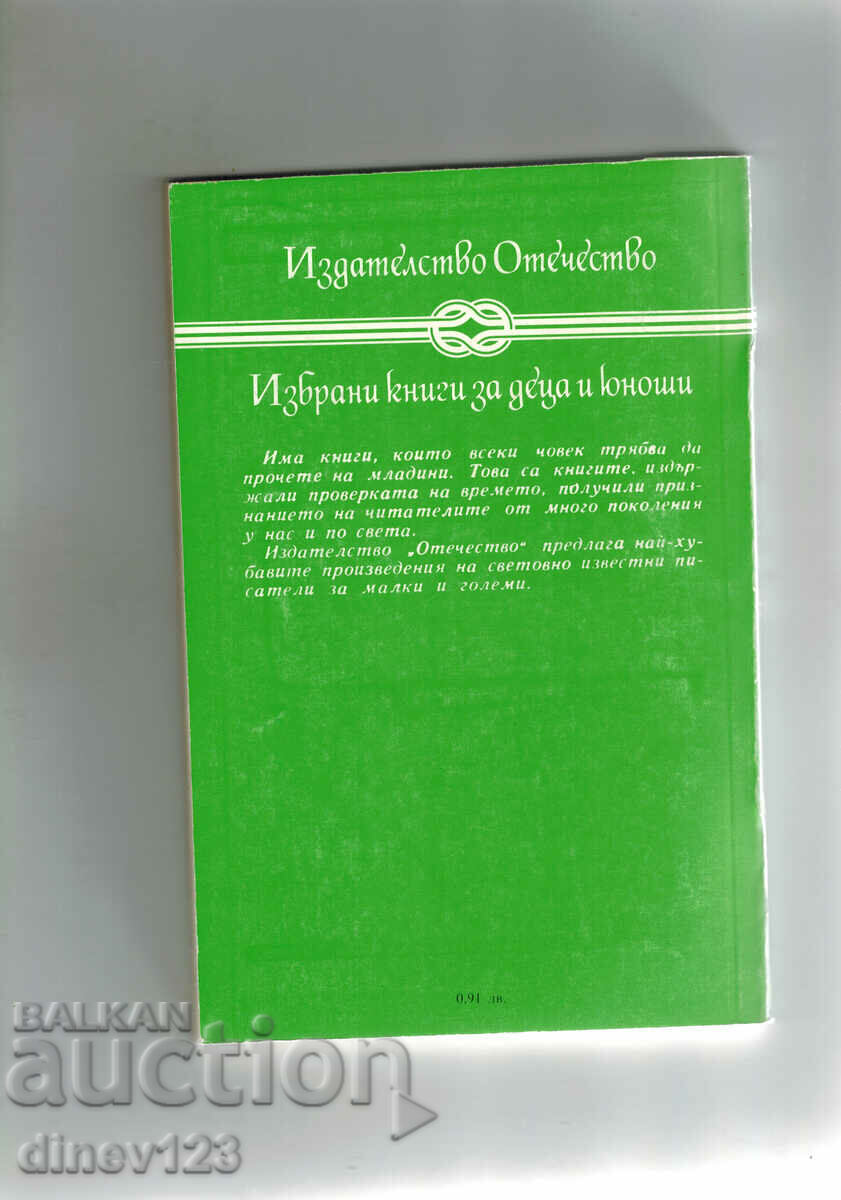 Издателство Отечество
Избрани книги за деца и юноши
Има книги, които всеки човек трябва да
прочете на младини. Това са книгите, издър-
жали проверката на времето, получили приз-
нанието на читателите от много поколения
у нас и по света.
Издателство „Отечество“ предлага най-ху-
бавите произведения на световно известни пи-
сатели за малки и големи.
0,91 лв.
BALKAN
auction
dinev123